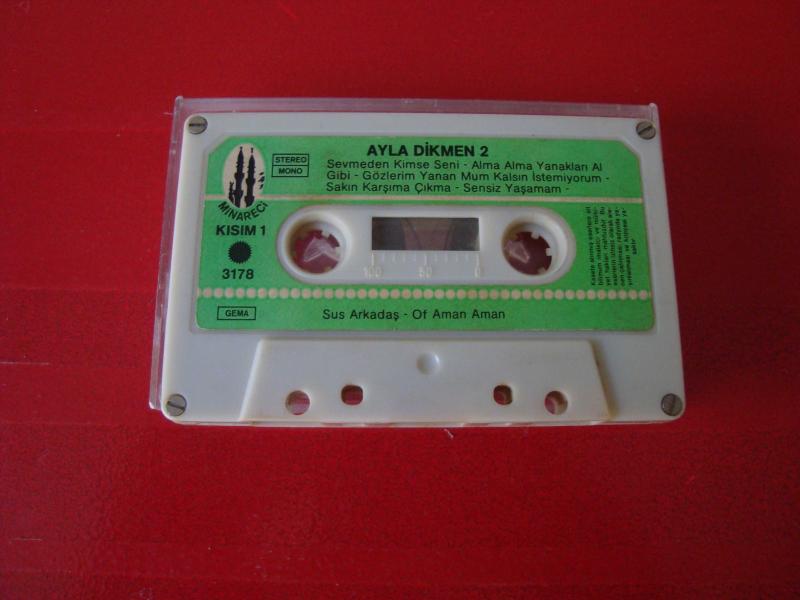 AYLA DİKMEN 2
STEREO
MONO
Sevmeden Kimse Seni - Alma Alma Yanakları Al
Gibi - Gözlerim Yanan Mum Kalsın İstemiyorum -
Sakın Karşıma Çıkma - Sensiz Yaşamam -
MINARECI
KISIM 1
3178
100 50 0
GEMA
Sus Arkadaş - Of Aman Aman